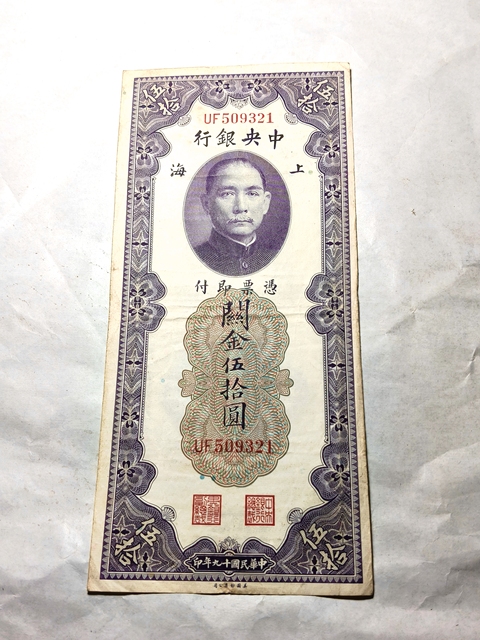 伍拾
伍拾
UF509321
中央銀行
上海
憑票即付
關金伍拾圓
UF509321
伍拾
伍拾
中華民國十九年印